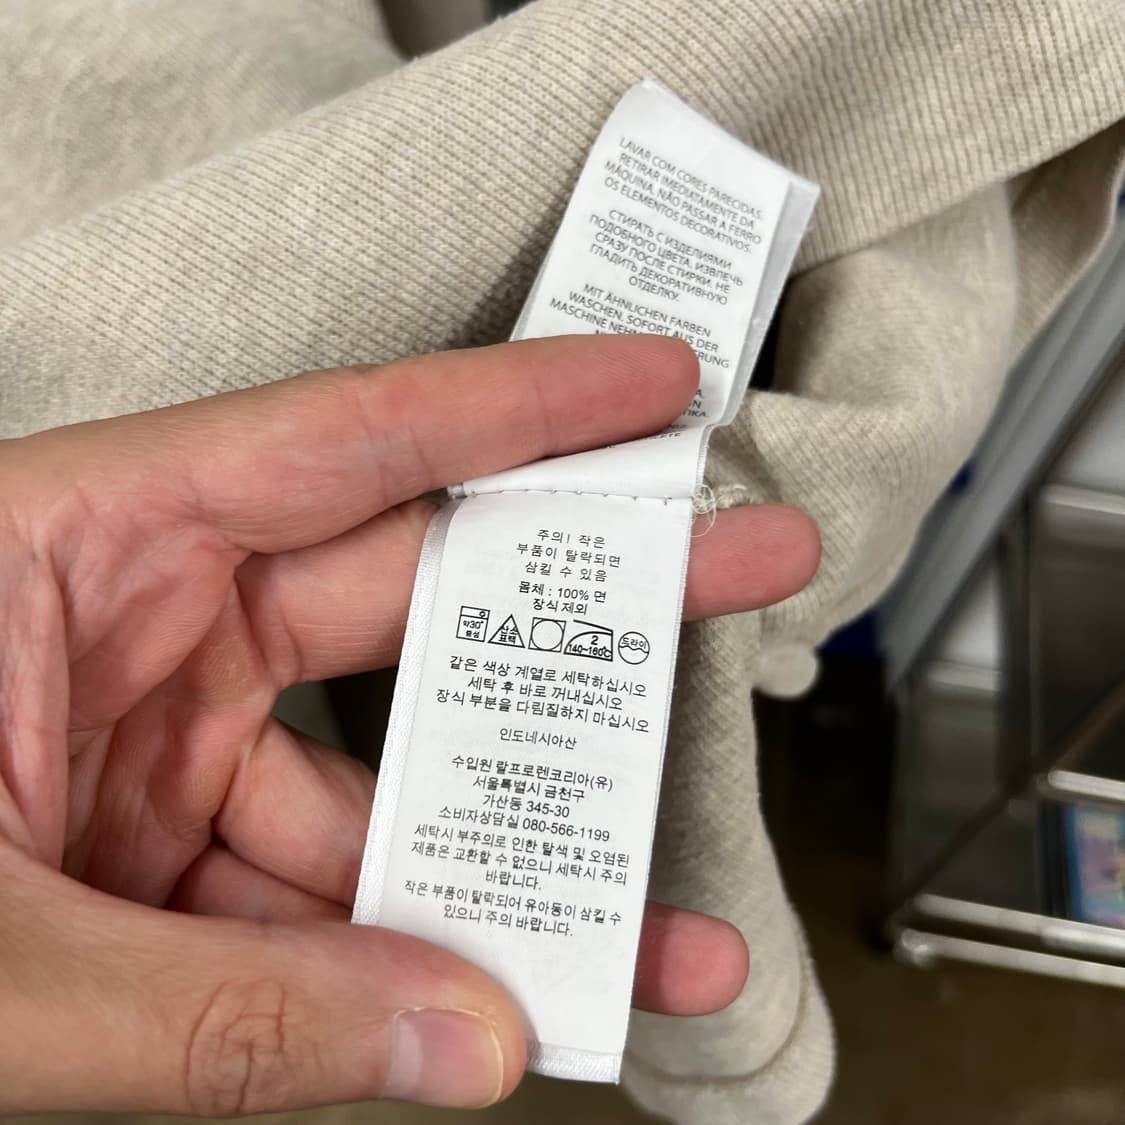 LAVAR COM CORES PARECIDAS.
RETIRAR IMEDIATAMENTE DA
MÁQUINA. NÃO PASSAR A FERRO
OS ELEMENTOS DECORATIVOS.
СТИРАТЬ С ИЗДЕЛИЯМИ
ПОДОБНОГО ЦВЕТА. ИЗВЛЕЧЬ
СРАЗУ ПОСЛЕ СТИРКИ. НЕ
ГЛАДИТЬ ДЕКОРАТИВНУЮ
ОТДЕЛКУ.
MIT ÄHNLICHEN FARBEN
WASCHEN. SOFORT AUS DER
MASCHINE
주의! 작은
부품이 탈락되면
삼킬 수 있음
몸체 : 100% 면
장식 제외
약30°
중성
산소
표백
2
140~160℃
드라이
같은 색상 계열로 세탁하십시오
세탁 후 바로 꺼내십시오
장식 부분을 다림질하지 마십시오
인도네시아산
수입원 랄프로렌코리아(유)
서울특별시 금천구
가산동 345-30
소비자상담실 080-566-1199
세탁시 부주의로 인한 탈색 및 오염된
제품은 교환할 수 없으니 세탁시 주의
바랍니다.
작은 부품이 탈락되어 유아동이 삼킬 수
있으니 주의 바랍니다.